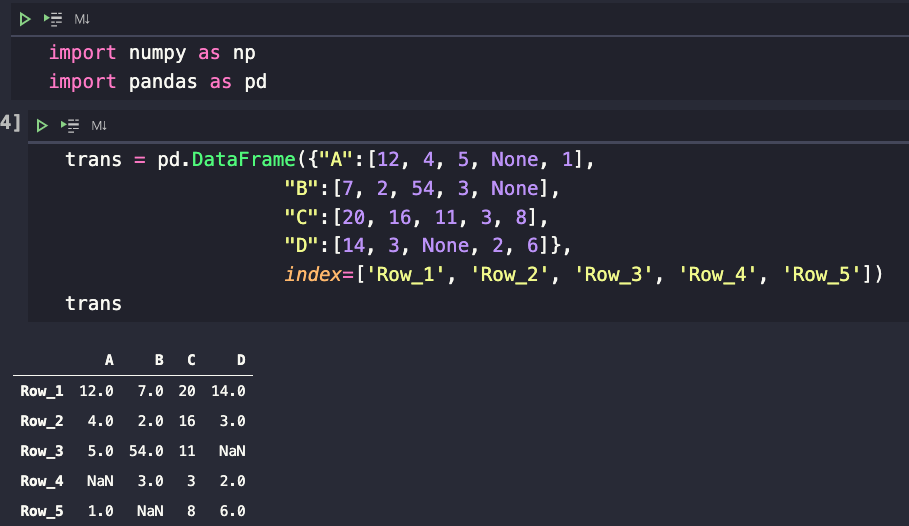 M↓
import numpy as np
import pandas as pd
4]
M↓
trans = pd.DataFrame({"A":[12, 4, 5, None, 1],
"B":[7, 2, 54, 3, None],
"C":[20, 16, 11, 3, 8],
"D":[14, 3, None, 2, 6]},
index=['Row_1', 'Row_2', 'Row_3', 'Row_4', 'Row_5'])
trans
A B C D
Row_1 12.0 7.0 20 14.0
Row_2 4.0 2.0 16 3.0
Row_3 5.0 54.0 11 NaN
Row_4 NaN 3.0 3 2.0
Row_5 1.0 NaN 8 6.0